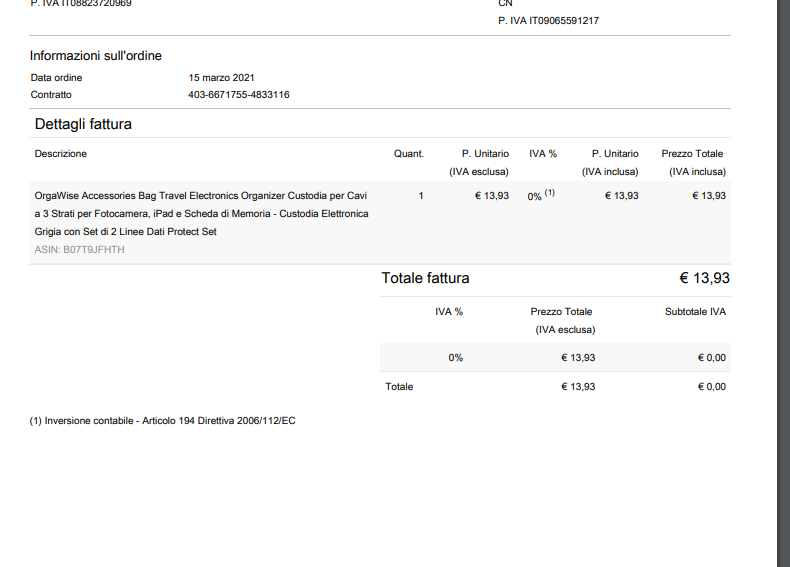 P. IVA IT08823720969
CN
P. IVA IT09065591217
Informazioni sull'ordine
Data ordine 15 marzo 2021
Contratto 403-6671755-4833116
Dettagli fattura
Descrizione Quant. P. Unitario IVA % P. Unitario Prezzo Totale
(IVA esclusa) (IVA inclusa) (IVA inclusa)
OrgaWise Accessories Bag Travel Electronics Organizer Custodia per Cavi 1 € 13,93 0% (1) € 13,93 € 13,93
a 3 Strati per Fotocamera, iPad e Scheda di Memoria - Custodia Elettronica
Grigia con Set di 2 Linee Dati Protect Set
ASIN: B07T9JFHTH
Totale fattura € 13,93
IVA % Prezzo Totale Subtotale IVA
(IVA esclusa)
0% € 13,93 € 0,00
Totale € 13,93 € 0,00
(1) Inversione contabile - Articolo 194 Direttiva 2006/112/EC